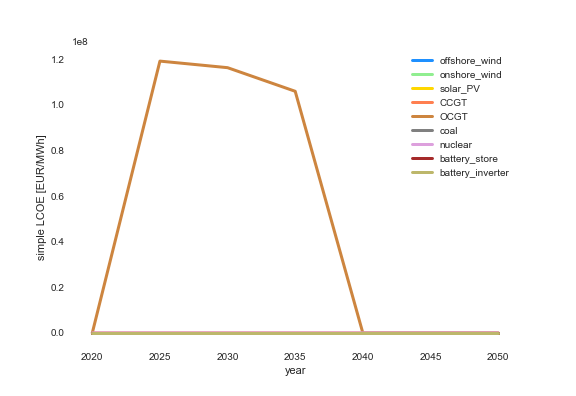 1e8
1.2
1.0
0.8
0.6
0.4
0.2
0.0
simple LCOE [EUR/MWh]
2020 2025 2030 2035 2040 2045 2050
year
offshore_wind
onshore_wind
solar_PV
CCGT
OCGT
coal
nuclear
battery_store
battery_inverter